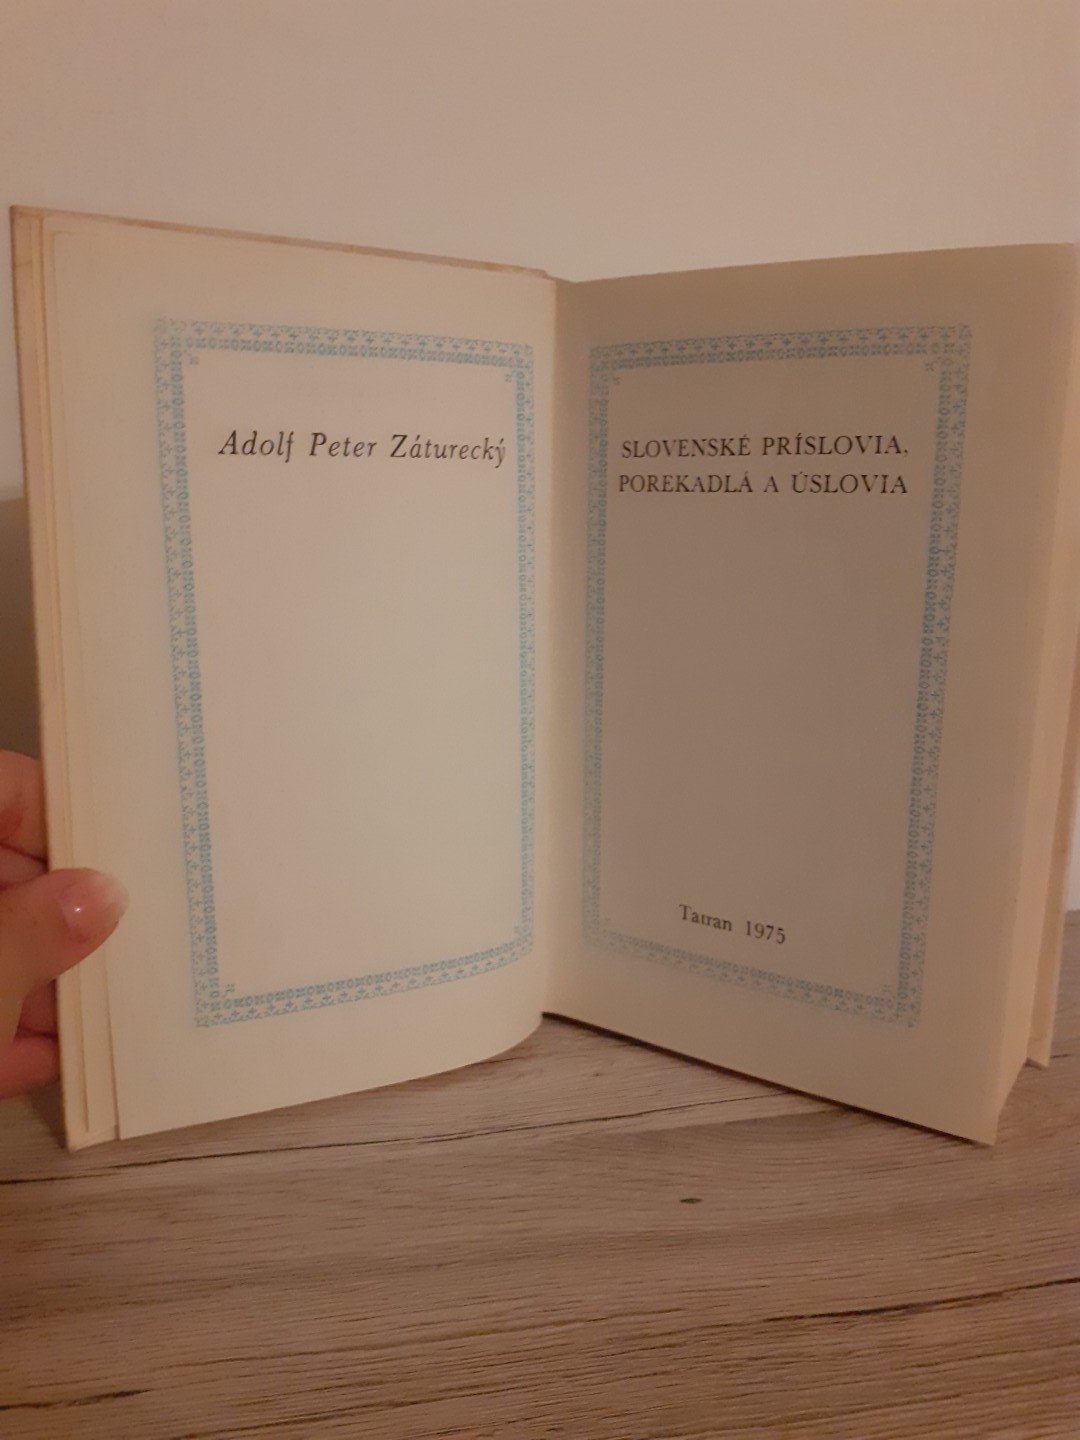 Adolf Peter Záturecký
SLOVENSKÉ PRÍSLOVIA,
POREKADLÁ A ÚSLOVIA
Tatran 1975